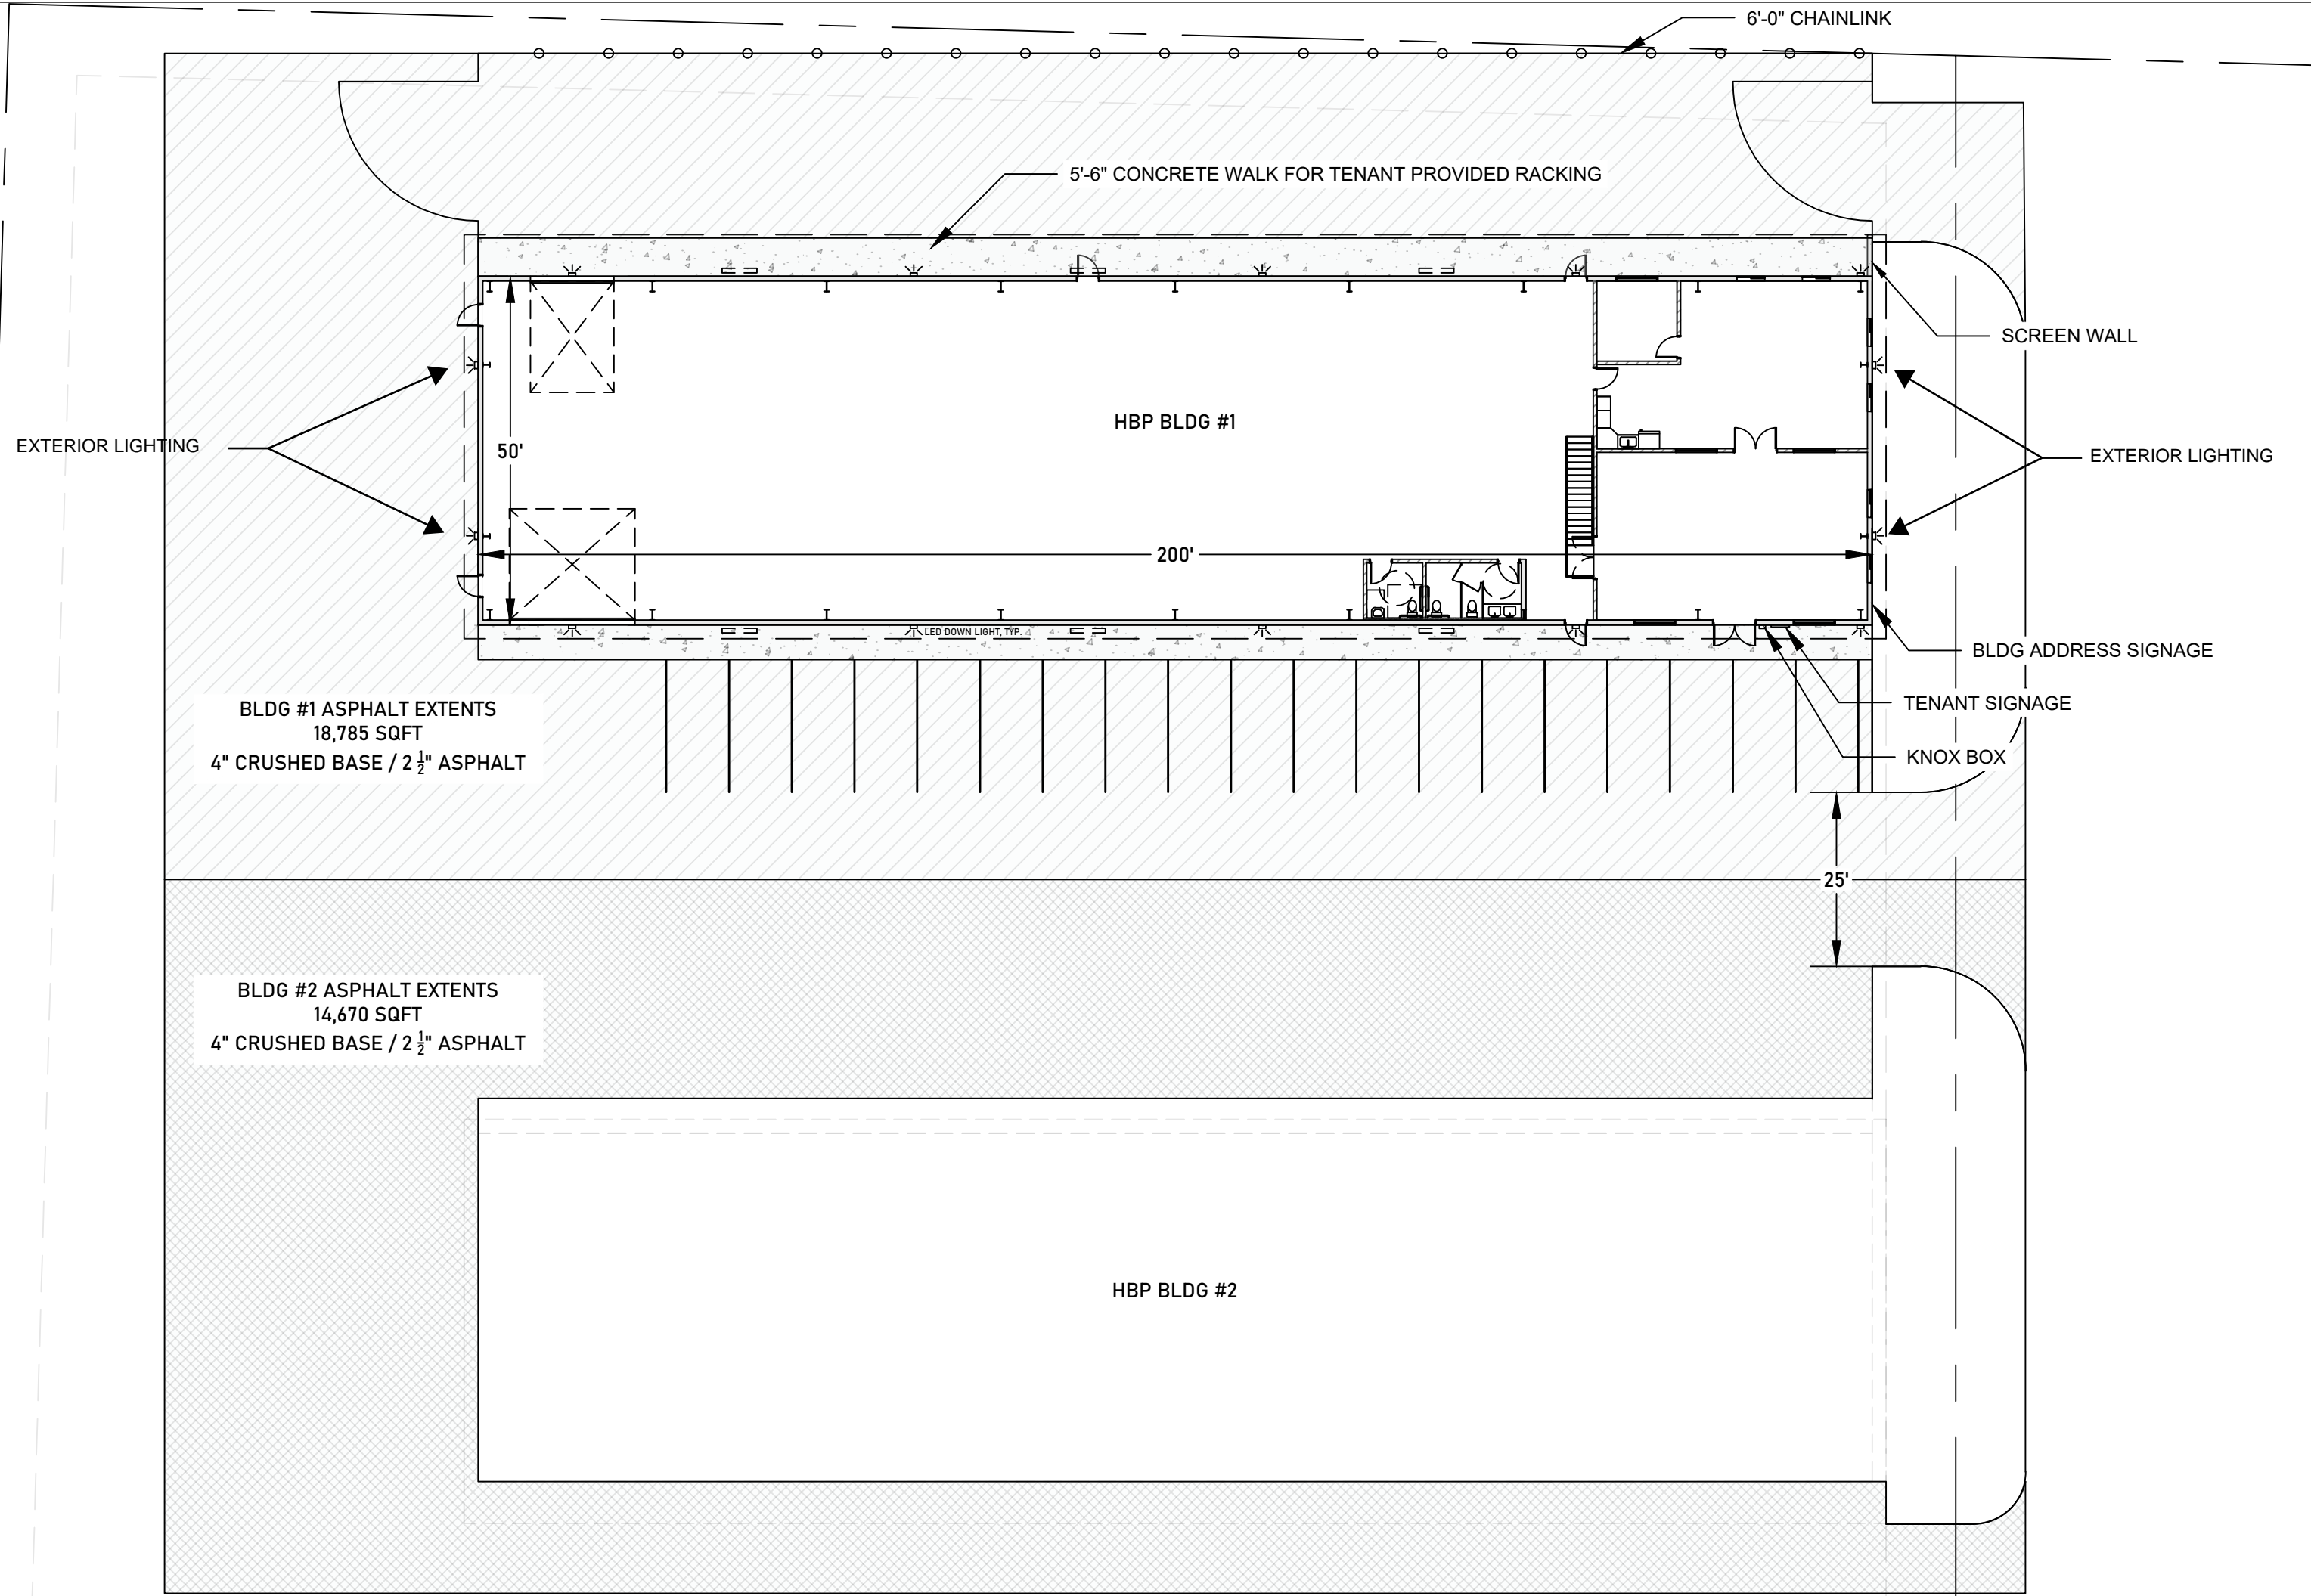 6'-0" CHAINLINK
5'-6" CONCRETE WALK FOR TENANT PROVIDED RACKING
SCREEN WALL
HBP BLDG #1
EXTERIOR LIGHTING
50'
EXTERIOR LIGHTING
200'
LED DOWN LIGHT, TYP.
BLDG ADDRESS SIGNAGE
TENANT SIGNAGE
KNOX BOX
BLDG #1 ASPHALT EXTENTS
18,785 SQFT
4" CRUSHED BASE / 2 ½" ASPHALT
25'
BLDG #2 ASPHALT EXTENTS
14,670 SQFT
4" CRUSHED BASE / 2 ½" ASPHALT
HBP BLDG #2